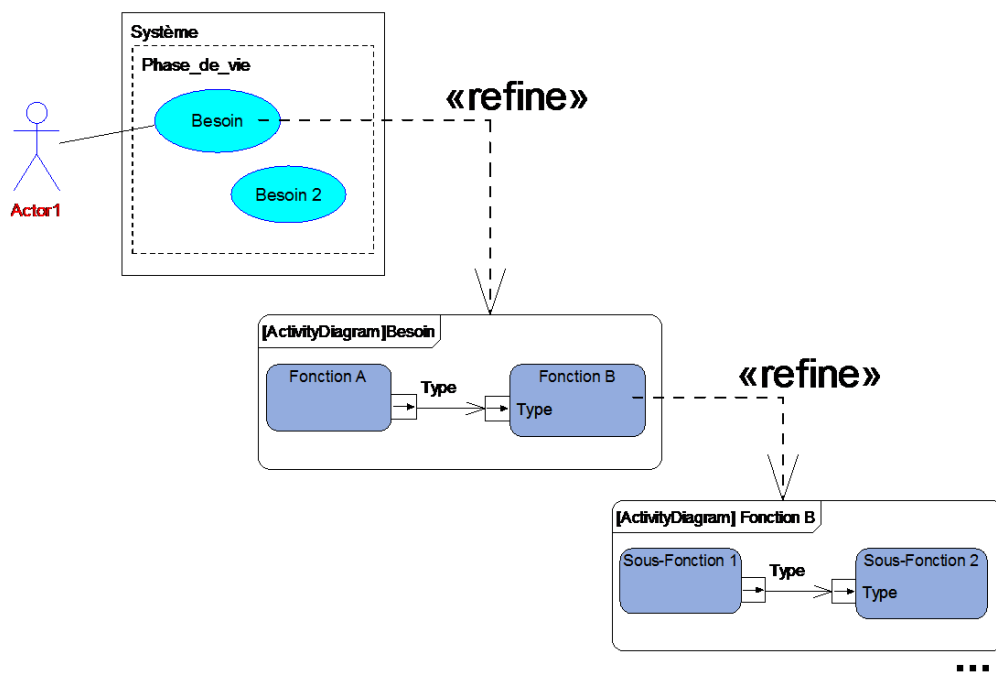 Système
Phase_de_vie
Besoin
«refine»
Besoin 2
Actor1
[ActivityDiagram]Besoin
Fonction A
Type
Fonction B
Type
«refine»
[ActivityDiagram] Fonction B
Sous-Fonction 1
Type
Sous-Fonction 2
Type
...